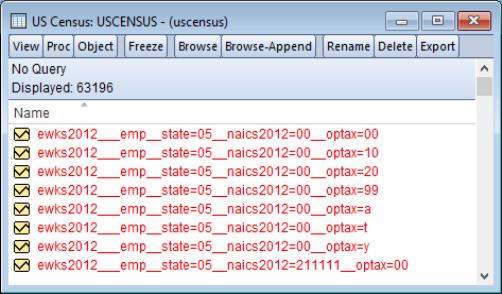 US Census: USCENSUS - (uscensus)
View Proc Object Freeze Browse Browse-Append Rename Delete Export
No Query
Displayed: 63196
Name
ewks2012___emp__state=05__naics2012=00__optax=00
ewks2012___emp__state=05__naics2012=00__optax=10
ewks2012___emp__state=05__naics2012=00__optax=20
ewks2012___emp__state=05__naics2012=00__optax=99
ewks2012___emp__state=05__naics2012=00__optax=a
ewks2012___emp__state=05__naics2012=00__optax=t
ewks2012___emp__state=05__naics2012=00__optax=y
ewks2012___emp__state=05__naics2012=211111__optax=00